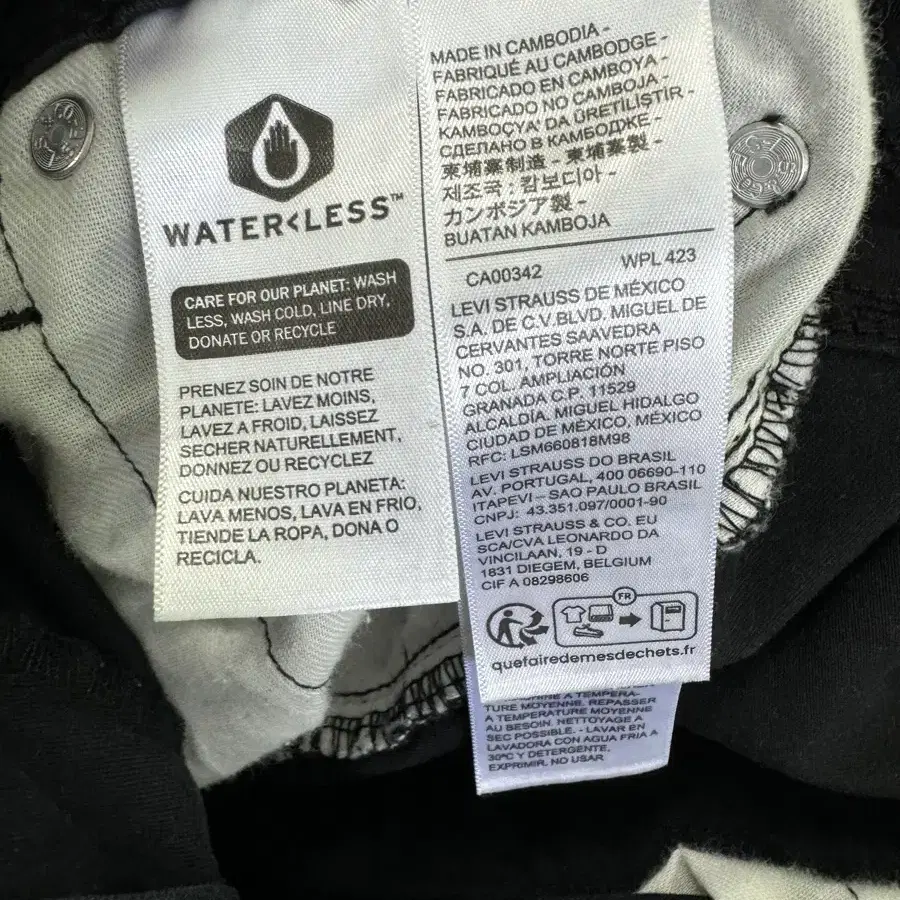 WATER<LESS™
CARE FOR OUR PLANET: WASH
LESS, WASH COLD, LINE DRY,
DONATE OR RECYCLE
PRENEZ SOIN DE NOTRE
PLANETE: LAVEZ MOINS,
LAVEZ A FROID, LAISSEZ
SECHER NATURELLEMENT,
DONNEZ OU RECYCLEZ
CUIDA NUESTRO PLANETA:
LAVA MENOS, LAVA EN FRIO,
TIENDE LA ROPA, DONA O
RECICLA.
MADE IN CAMBODIA -
FABRIQUÉ AU CAMBODGE -
FABRICADO EN CAMBOYA -
FABRICADO NO CAMBOJA -
KAMBOÇYA' DA ÜRETILİŞTİR -
СДЕЛАНО В КАМБОДЖЕ -
柬埔寨制造 - 柬埔寨製 -
제조국 : 캄보디아 -
カンボジア製 -
BUATAN KAMBOJA
CA00342 WPL 423
LEVI STRAUSS DE MÉXICO
S.A. DE C.V.BLVD. MIGUEL DE
CERVANTES SAAVEDRA
NO. 301, TORRE NORTE PISO
7 COL. AMPLIACIÓN
GRANADA C.P. 11529
ALCALDÍA. MIGUEL HIDALGO
CIUDAD DE MÉXICO, MÉXICO
RFC: LSM660818M98
LEVI STRAUSS DO BRASIL
AV. PORTUGAL, 400 06690-110
ITAPEVI – SAO PAULO BRASIL
CNPJ: 43.351.097/0001-90
LEVI STRAUSS & CO. EU
SCA/CVA LEONARDO DA
VINCILAAN, 19 - D
1831 DIEGEM, BELGIUM
CIF A 08298606
FR
quefairedemesdechets.fr
A TEMPERA-
TURE MOYENNE. REPASSER
A TEMPERATURE MOYENNE
AU BESOIN. NETTOYAGE A
SEC POSSIBLE. - LAVAR EN
LAVADORA CON AGUA FRIA A
30ºC Y DETERGENTE.
EXPRIMIR, NO USAR